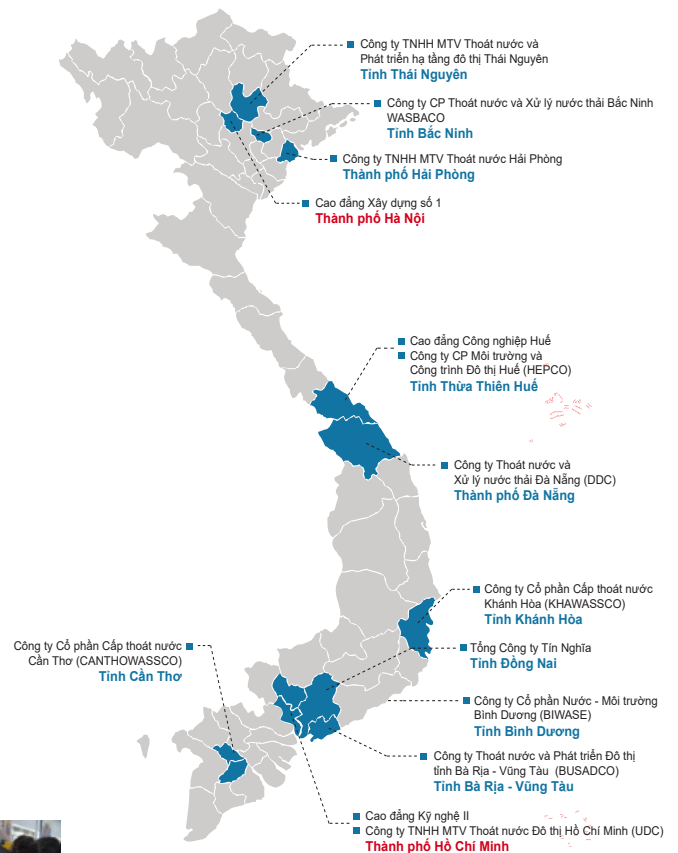 Công ty TNHH MTV Thoát nước và
Phát triển hạ tầng đô thị Thái Nguyên
Tỉnh Thái Nguyên
Công ty CP Thoát nước và Xử lý nước thải Bắc Ninh
WASBACO
Tỉnh Bắc Ninh
Công ty TNHH MTV Thoát nước Hải Phòng
Thành phố Hải Phòng
Cao đẳng Xây dựng số 1
Thành phố Hà Nội
Cao đẳng Công nghiệp Huế
Công ty CP Môi trường và
Công trình Đô thị Huế (HEPCO)
Tỉnh Thừa Thiên Huế
Công ty Thoát nước và
Xử lý nước thải Đà Nẵng (DDC)
Thành phố Đà Nẵng
Công ty Cổ phần Cấp thoát nước
Khánh Hòa (KHAWASSCO)
Tỉnh Khánh Hòa
Công ty Cổ phần Cấp thoát nước
Cần Thơ (CANTHOWASSCO)
Tỉnh Cần Thơ
Tổng Công ty Tín Nghĩa
Tỉnh Đồng Nai
Công ty Cổ phần Nước - Môi trường
Bình Dương (BIWASE)
Tỉnh Bình Dương
Công ty Thoát nước và Phát triển Đô thị
tỉnh Bà Rịa - Vũng Tàu (BUSADCO)
Tỉnh Bà Rịa - Vũng Tàu
Cao đẳng Kỹ nghệ II
Công ty TNHH MTV Thoát nước Đô thị Hồ Chí Minh (UDC)
Thành phố Hồ Chí Minh